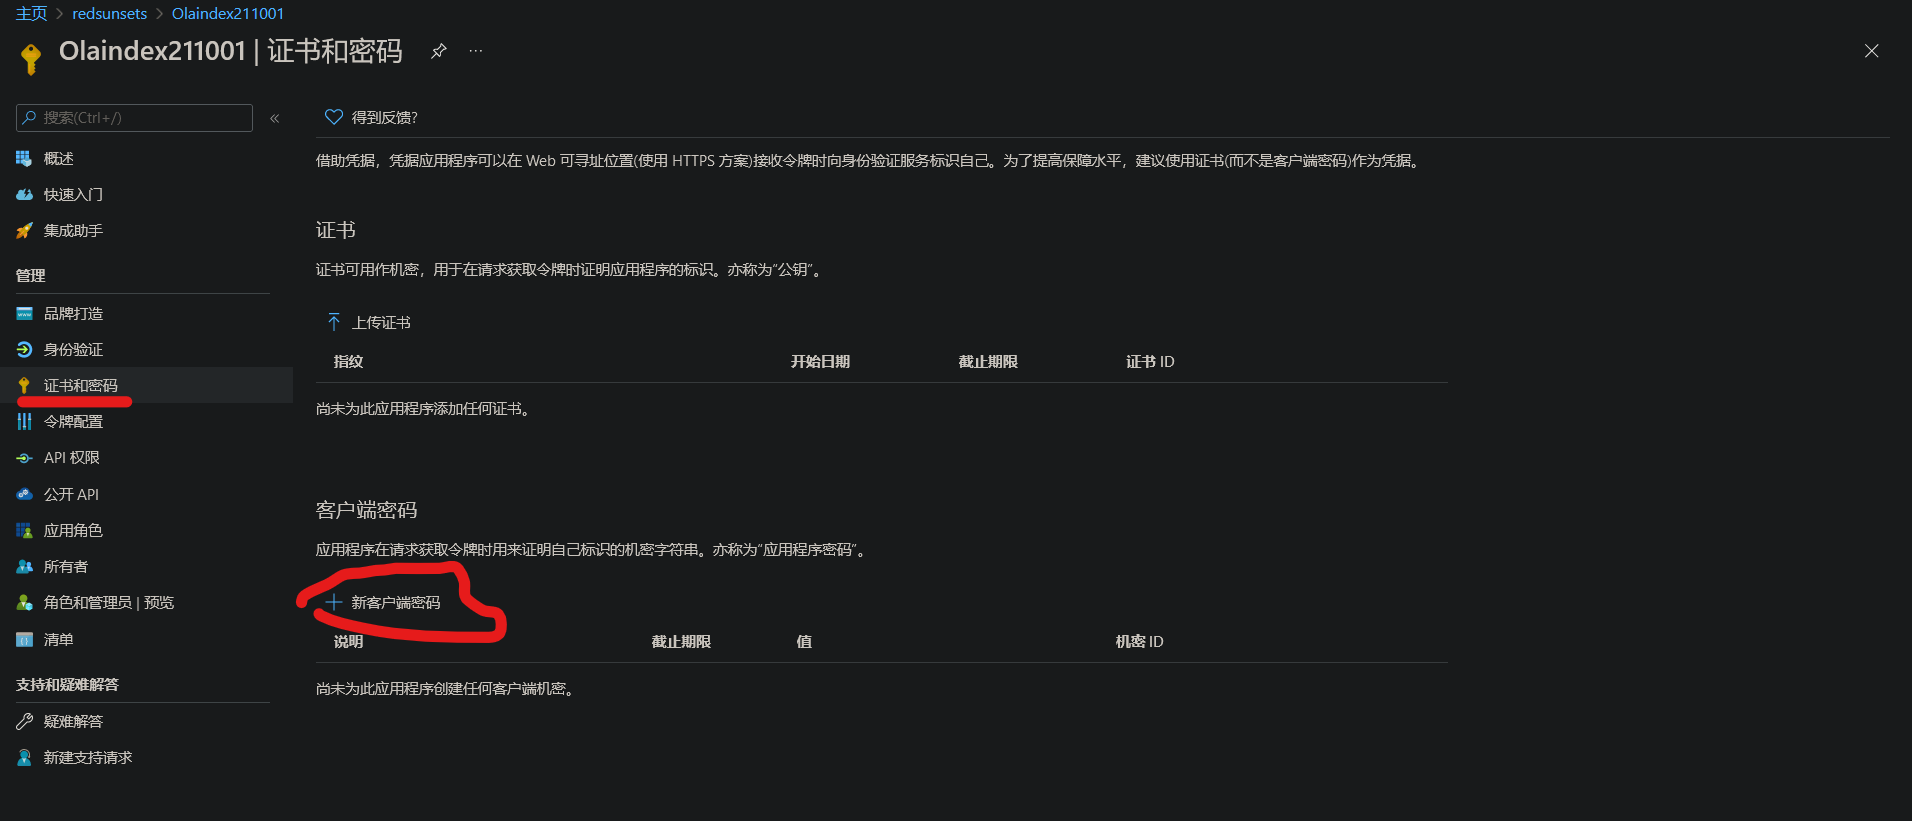 主页 > redsunsets > Olaindex211001
Olaindex211001 | 证书和密码
搜索(Ctrl+/)
概述
快速入门
集成助手
管理
品牌打造
身份验证
证书和密码
令牌配置
API 权限
公开 API
应用角色
所有者
角色和管理员 | 预览
清单
支持和疑难解答
疑难解答
新建支持请求
得到反馈?
借助凭据，凭据应用程序可以在 Web 可寻址位置(使用 HTTPS 方案)接收令牌时向身份验证服务标识自己。为了提高保障水平，建议使用证书(而不是客户端密码)作为凭据。
证书
证书可用作机密，用于在请求获取令牌时证明应用程序的标识。亦称为“公钥”。
上传证书
指纹 开始日期 截止期限 证书 ID
尚未为此应用程序添加任何证书。
客户端密码
应用程序在请求获取令牌时用来证明自己标识的机密字符串。亦称为“应用程序密码”。
新客户端密码
说明 截止期限 值 机密 ID
尚未为此应用程序创建任何客户端机密。